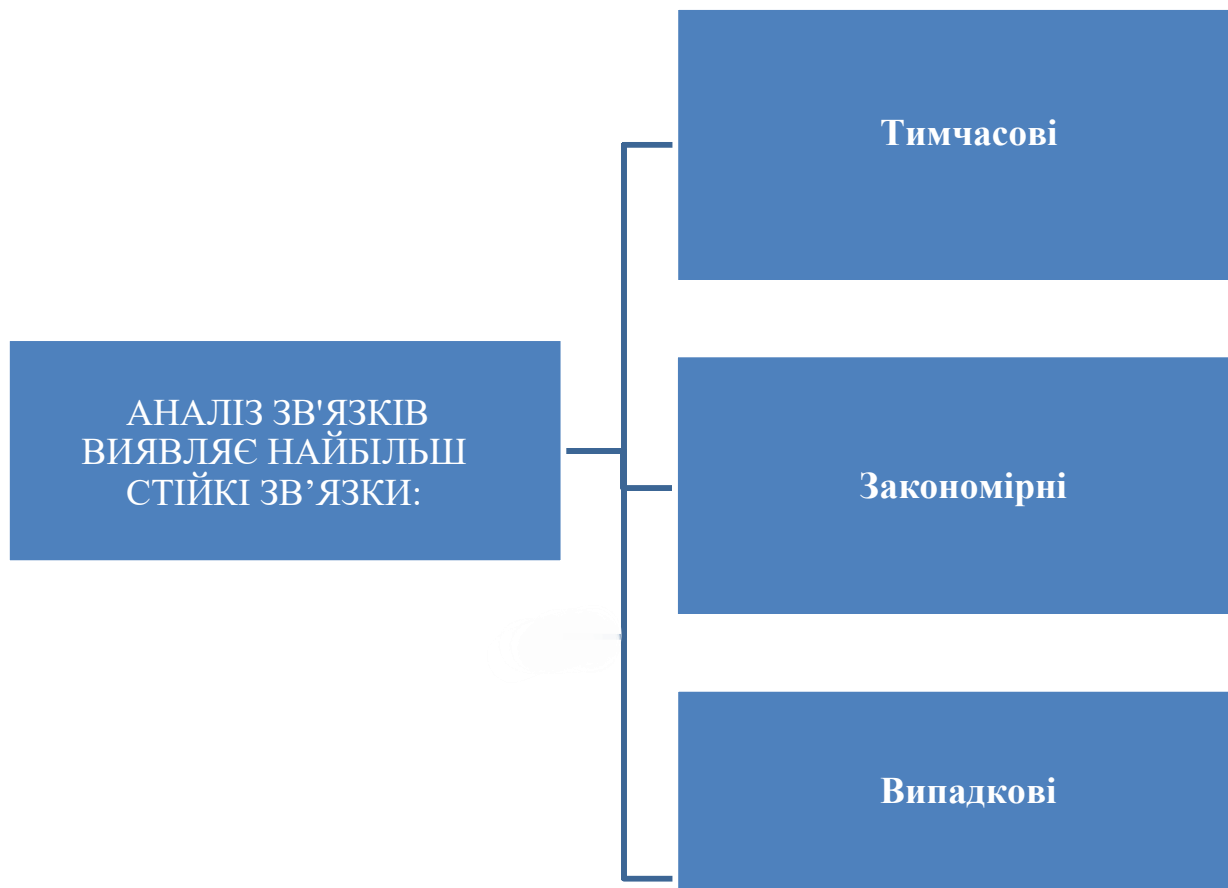 Тимчасові
АНАЛІЗ ЗВ'ЯЗКІВ
ВИЯВЛЯЄ НАЙБІЛЬШ
СТІЙКІ ЗВ’ЯЗКИ:
Закономірні
Випадкові